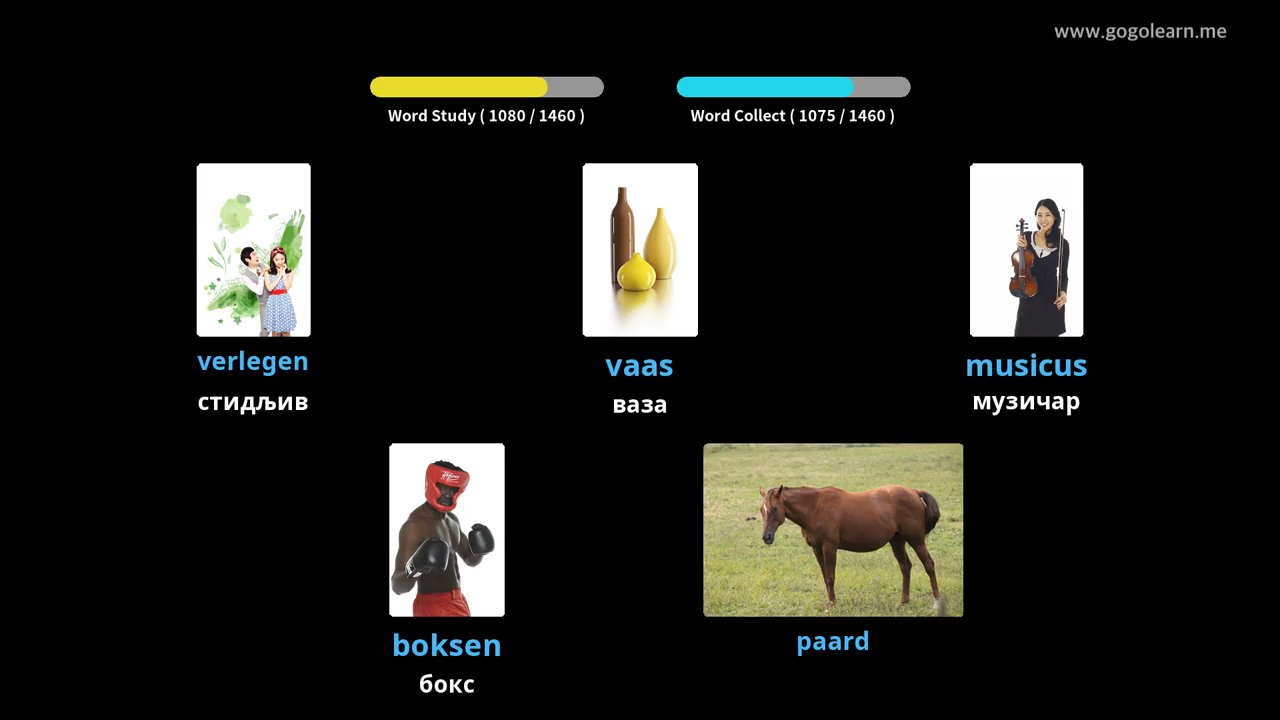 www.gogolearn.me
Word Study ( 1080 / 1460 )
Word Collect ( 1075 / 1460 )
verlegen
стидљив
vaas
ваза
musicus
музичар
boksen
бокс
paard